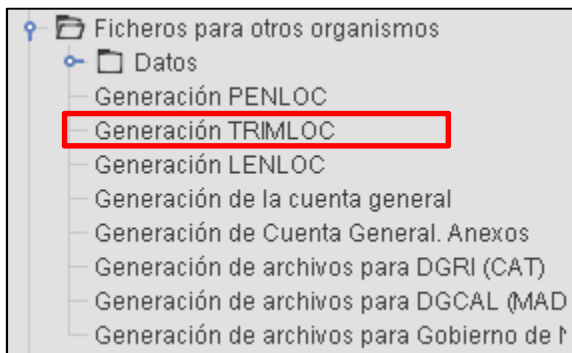 Ficheros para otros organismos
Datos
Generación PENLOC
Generación TRIMLOC
Generación LENLOC
Generación de la cuenta general
Generación de Cuenta General. Anexos
Generación de archivos para DGRI (CAT)
Generación de archivos para DGCAL (MAD
Generación de archivos para Gobierno de